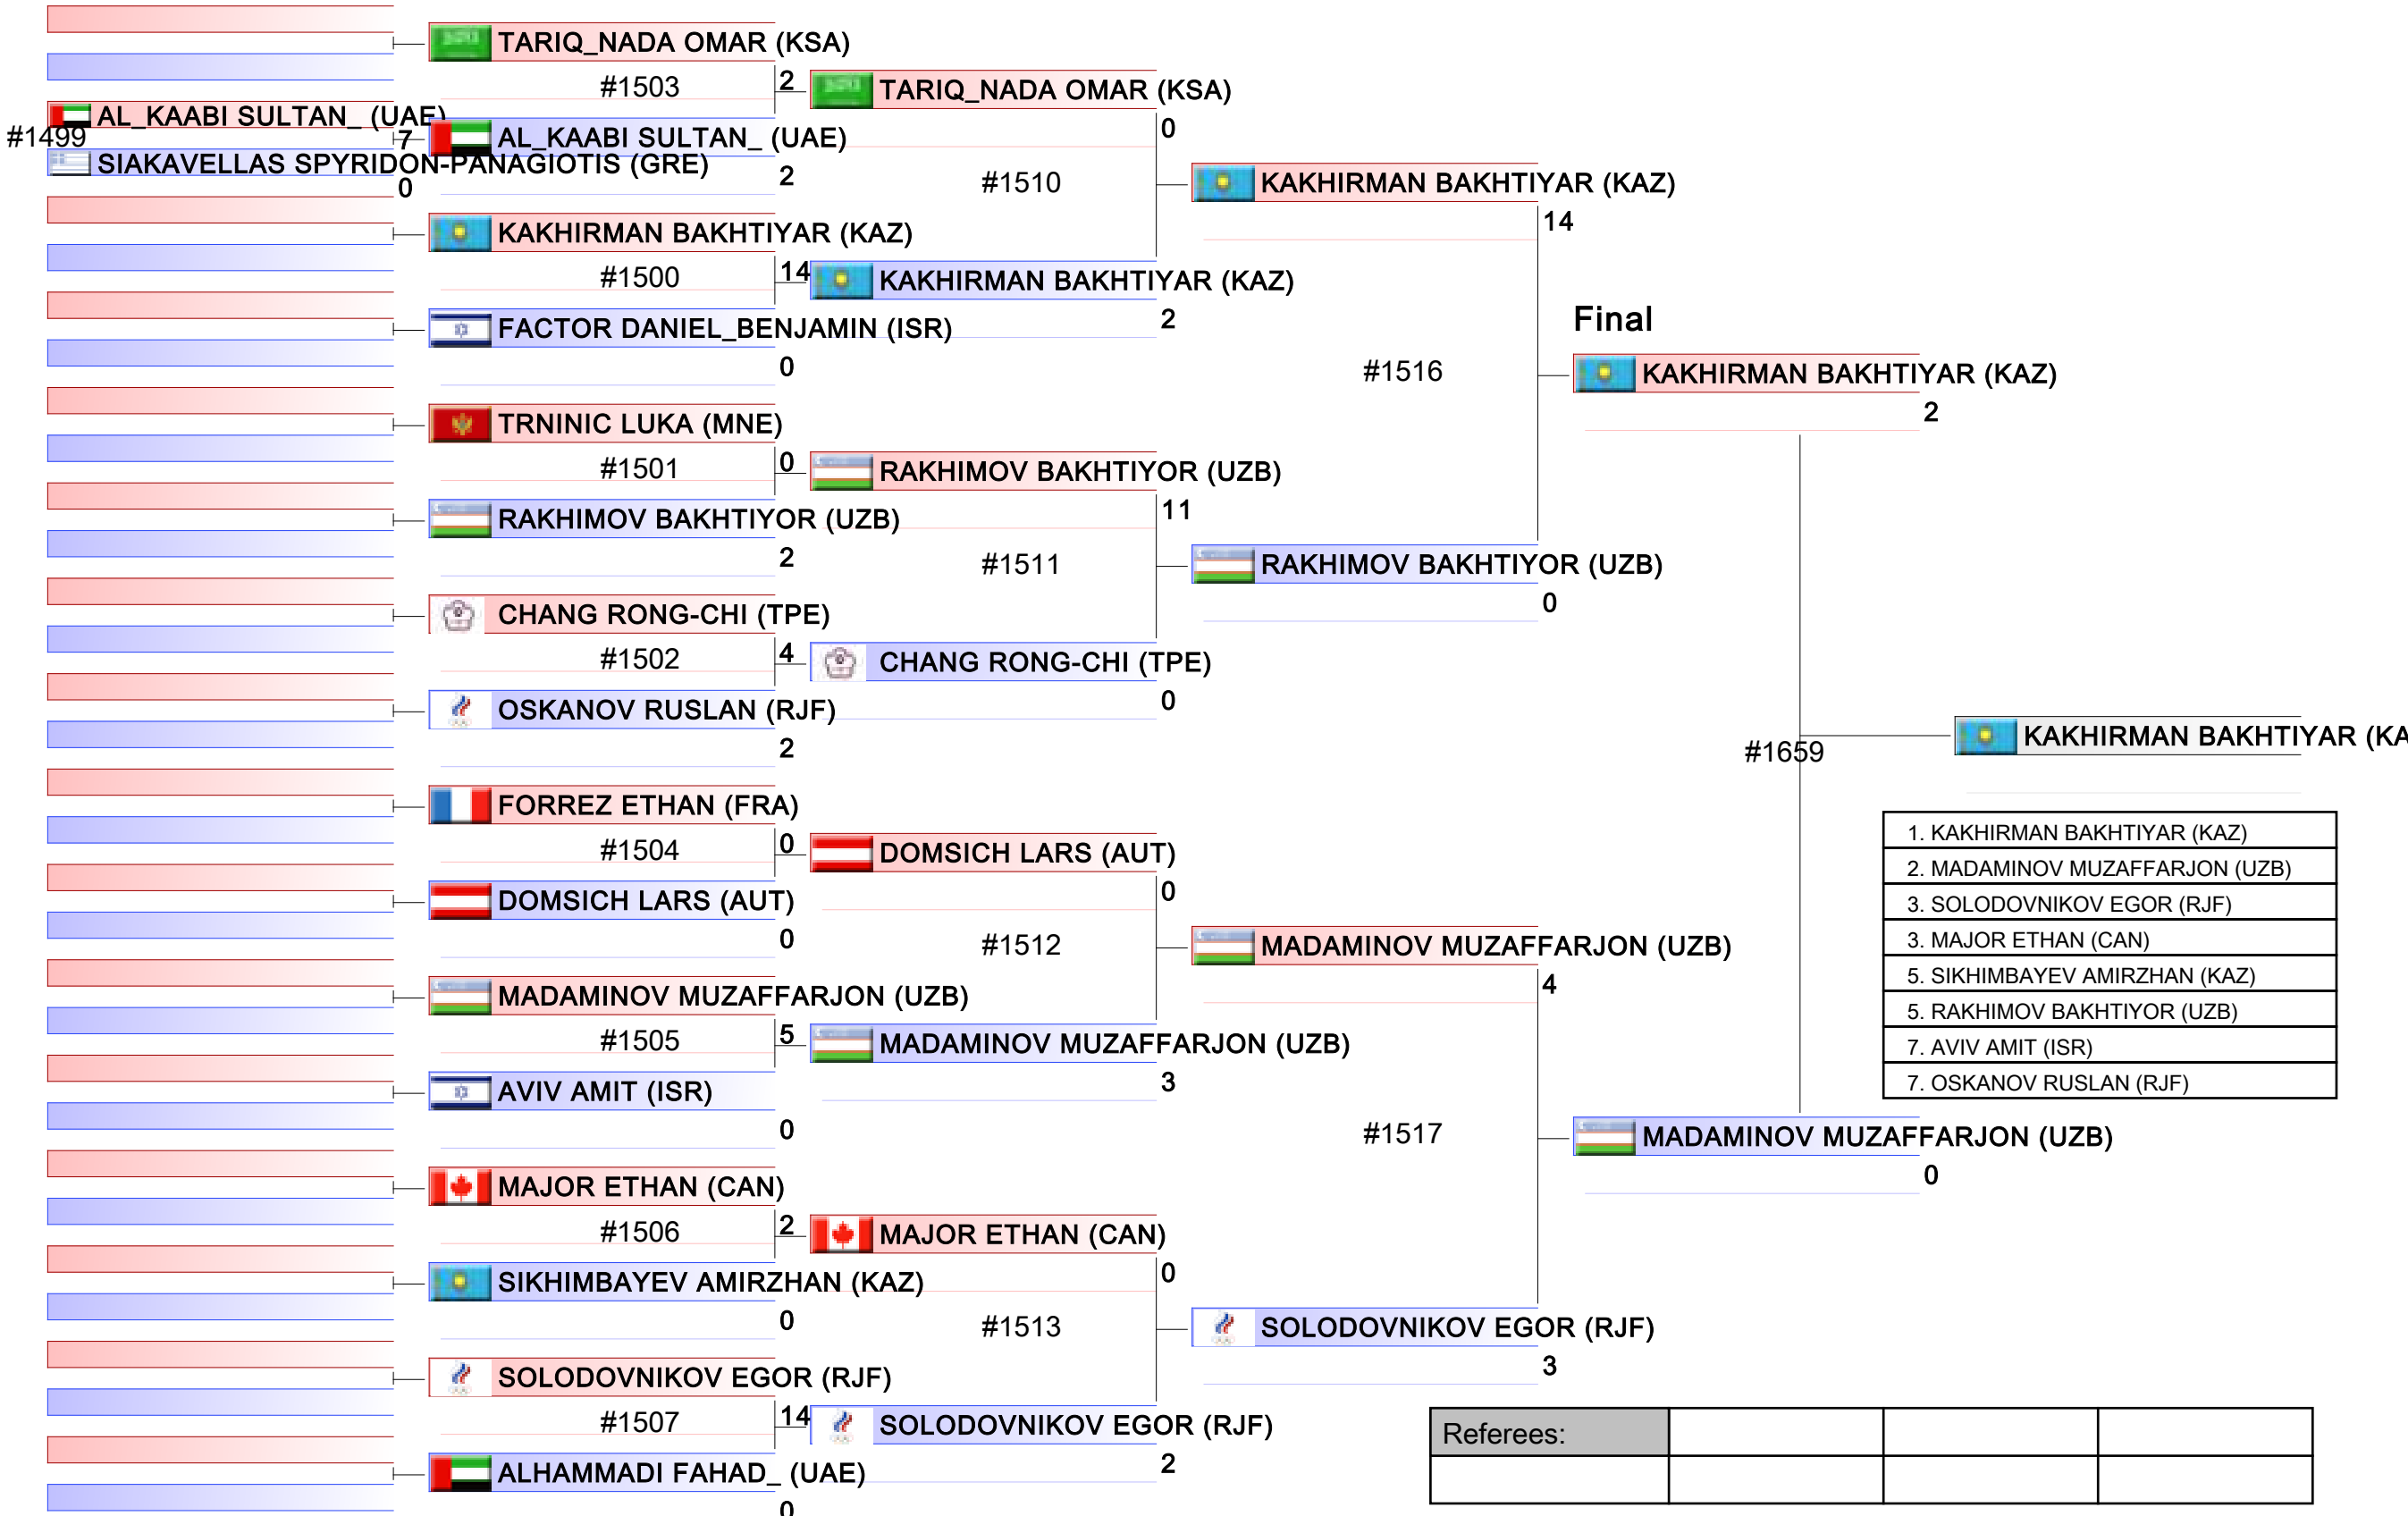 TARIQ_NADA OMAR (KSA)
#1503
2
TARIQ_NADA OMAR (KSA)
0
AL_KAABI SULTAN_ (UAE)
#1499
7
SIAKAVELLAS SPYRIDON-PANAGIOTIS (GRE)
0
AL_KAABI SULTAN_ (UAE)
2
#1510
KAKHIRMAN BAKHTIYAR (KAZ)
14
KAKHIRMAN BAKHTIYAR (KAZ)
#1500
14
KAKHIRMAN BAKHTIYAR (KAZ)
2
FACTOR DANIEL_BENJAMIN (ISR)
0
Final
#1516
KAKHIRMAN BAKHTIYAR (KAZ)
2
TRNINIC LUKA (MNE)
#1501
0
RAKHIMOV BAKHTIYOR (UZB)
11
RAKHIMOV BAKHTIYOR (UZB)
2
#1511
RAKHIMOV BAKHTIYOR (UZB)
0
CHANG RONG-CHI (TPE)
#1502
4
CHANG RONG-CHI (TPE)
0
OSKANOV RUSLAN (RJF)
2
#1659
KAKHIRMAN BAKHTIYAR (KA
FORREZ ETHAN (FRA)
#1504
0
DOMSICH LARS (AUT)
0
DOMSICH LARS (AUT)
0
#1512
MADAMINOV MUZAFFARJON (UZB)
4
1. KAKHIRMAN BAKHTIYAR (KAZ)
2. MADAMINOV MUZAFFARJON (UZB)
3. SOLODOVNIKOV EGOR (RJF)
3. MAJOR ETHAN (CAN)
5. SIKHIMBAYEV AMIRZHAN (KAZ)
5. RAKHIMOV BAKHTIYOR (UZB)
7. AVIV AMIT (ISR)
7. OSKANOV RUSLAN (RJF)
MADAMINOV MUZAFFARJON (UZB)
#1505
5
MADAMINOV MUZAFFARJON (UZB)
3
AVIV AMIT (ISR)
0
#1517
MADAMINOV MUZAFFARJON (UZB)
0
MAJOR ETHAN (CAN)
#1506
2
MAJOR ETHAN (CAN)
0
SIKHIMBAYEV AMIRZHAN (KAZ)
0
#1513
SOLODOVNIKOV EGOR (RJF)
3
SOLODOVNIKOV EGOR (RJF)
#1507
14
SOLODOVNIKOV EGOR (RJF)
2
ALHAMMADI FAHAD_ (UAE)
0
Referees: